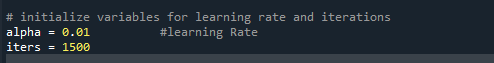 # initialize variables for learning rate and iterations
alpha = 0.01          #learning Rate
iters = 1500